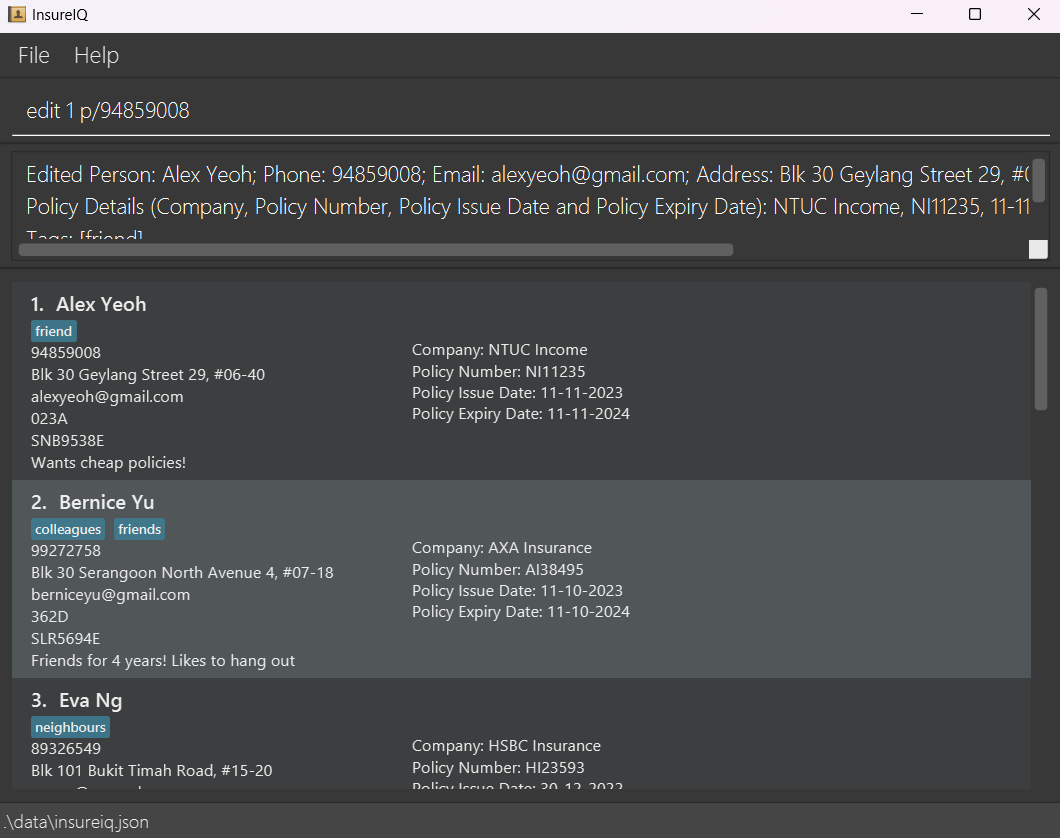 InsureIQ
File Help
edit 1 p/94859008
Edited Person: Alex Yeoh; Phone: 94859008; Email: alexyeoh@gmail.com; Address: Blk 30 Geylang Street 29,
Policy Details (Company, Policy Number, Policy Issue Date and Policy Expiry Date): NTUC Income, NI11235, 11-11
Tags: [friend]
1. Alex Yeoh
friend
94859008
Blk 30 Geylang Street 29, #06-40
alexyeoh@gmail.com
023A
SNB9538E
Wants cheap policies!
Company: NTUC Income
Policy Number: NI11235
Policy Issue Date: 11-11-2023
Policy Expiry Date: 11-11-2024
2. Bernice Yu
colleagues friends
99272758
Blk 30 Serangoon North Avenue 4, #07-18
berniceyu@gmail.com
362D
SLR5694E
Friends for 4 years! Likes to hang out
Company: AXA Insurance
Policy Number: AI38495
Policy Issue Date: 11-10-2023
Policy Expiry Date: 11-10-2024
3. Eva Ng
neighbours
89326549
Blk 101 Bukit Timah Road, #15-20
Company: HSBC Insurance
Policy Number: HI23593
Policy Issue Date: 30-12-2022
.\data\insureiq.json